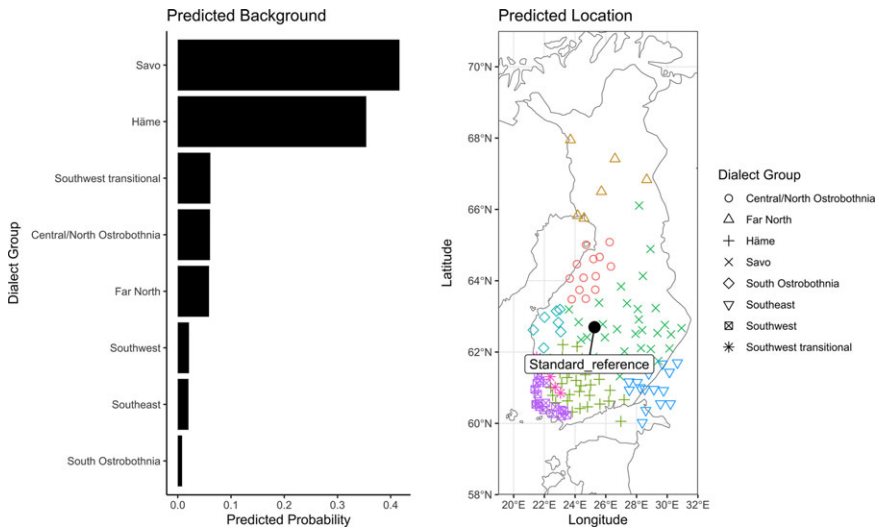 Predicted Background
Dialect Group
Savo
Häme
Southwest transitional
Central/North Ostrobothnia
Far North
Southwest
Southeast
South Ostrobothnia
0.0 0.1 0.2 0.3 0.4
Predicted Probability
Predicted Location
Latitude
70°N
68°N
66°N
64°N
62°N
60°N
58°N
Standard_reference
20°E 22°E 24°E 26°E 28°E 30°E 32°E
Longitude
Dialect Group
Central/North Ostrobothnia
Far North
Häme
Savo
South Ostrobothnia
Southeast
Southwest
Southwest transitional